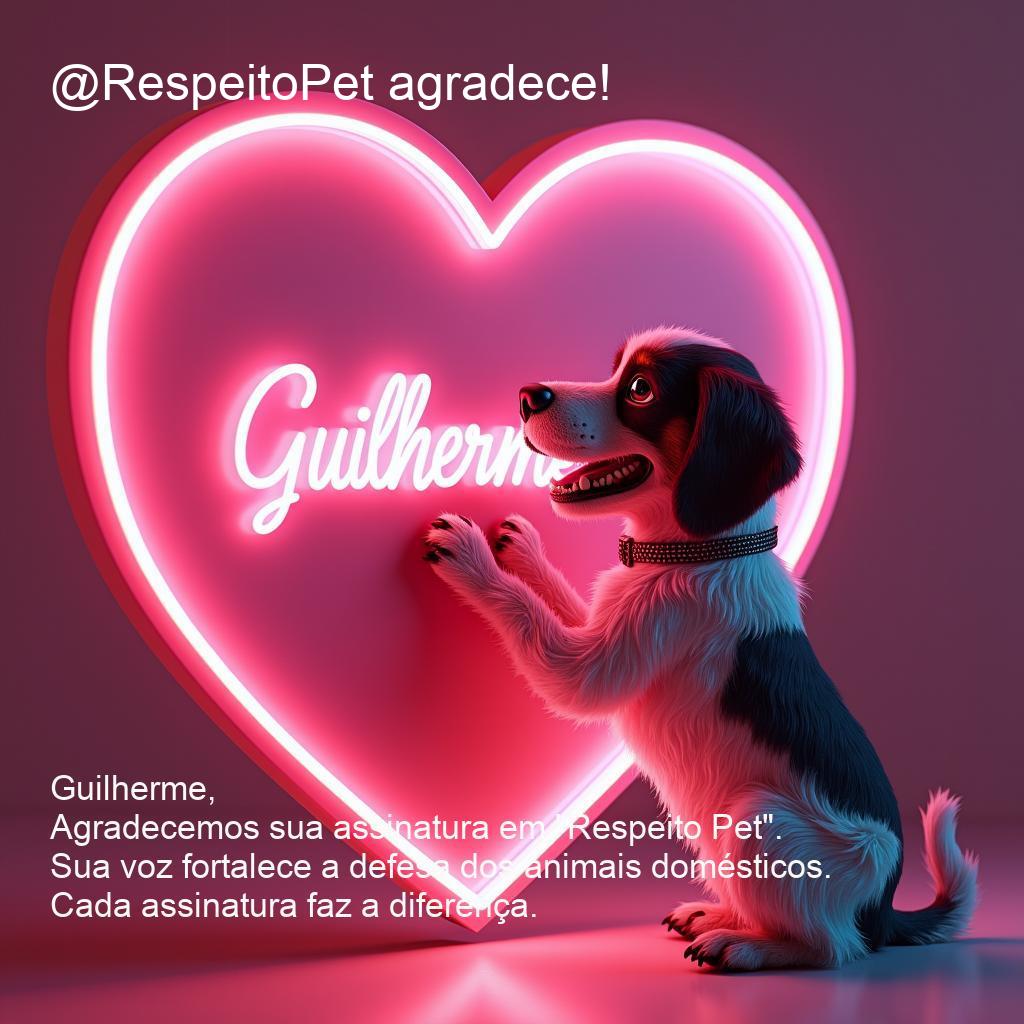 @RespeitoPet agradece!
Guilherme
Guilherme,
Agradecemos sua assinatura em "Respeito Pet".
Sua voz fortalece a defesa dos animais domésticos.
Cada assinatura faz a diferença.